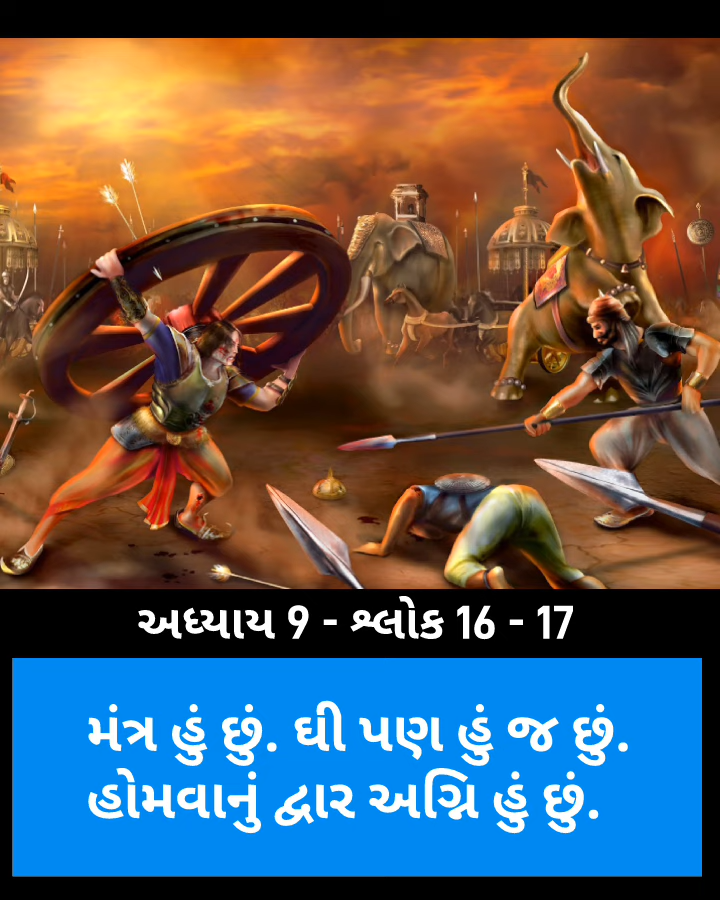 અધ્યાય 9 - શ્લોક 16 - 17
મંત્ર હું છું. ઘી પણ હું જ છું.
હોમવાનું દ્વાર અગ્નિ હું છું.